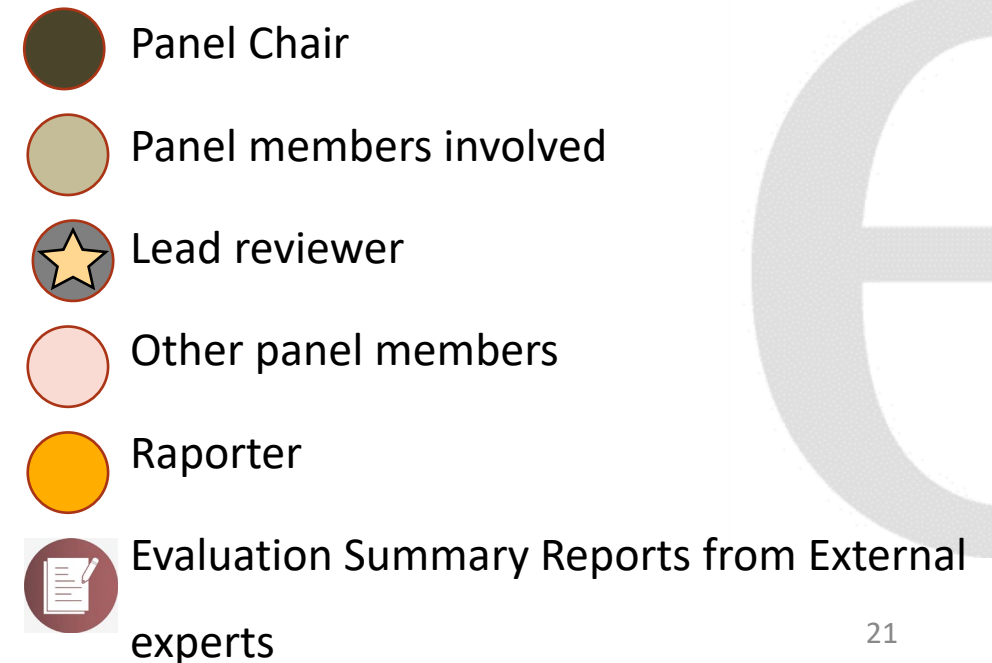 Panel Chair
Panel members involved
Lead reviewer
Other panel members
Raporter
Evaluation Summary Reports from External
experts
21